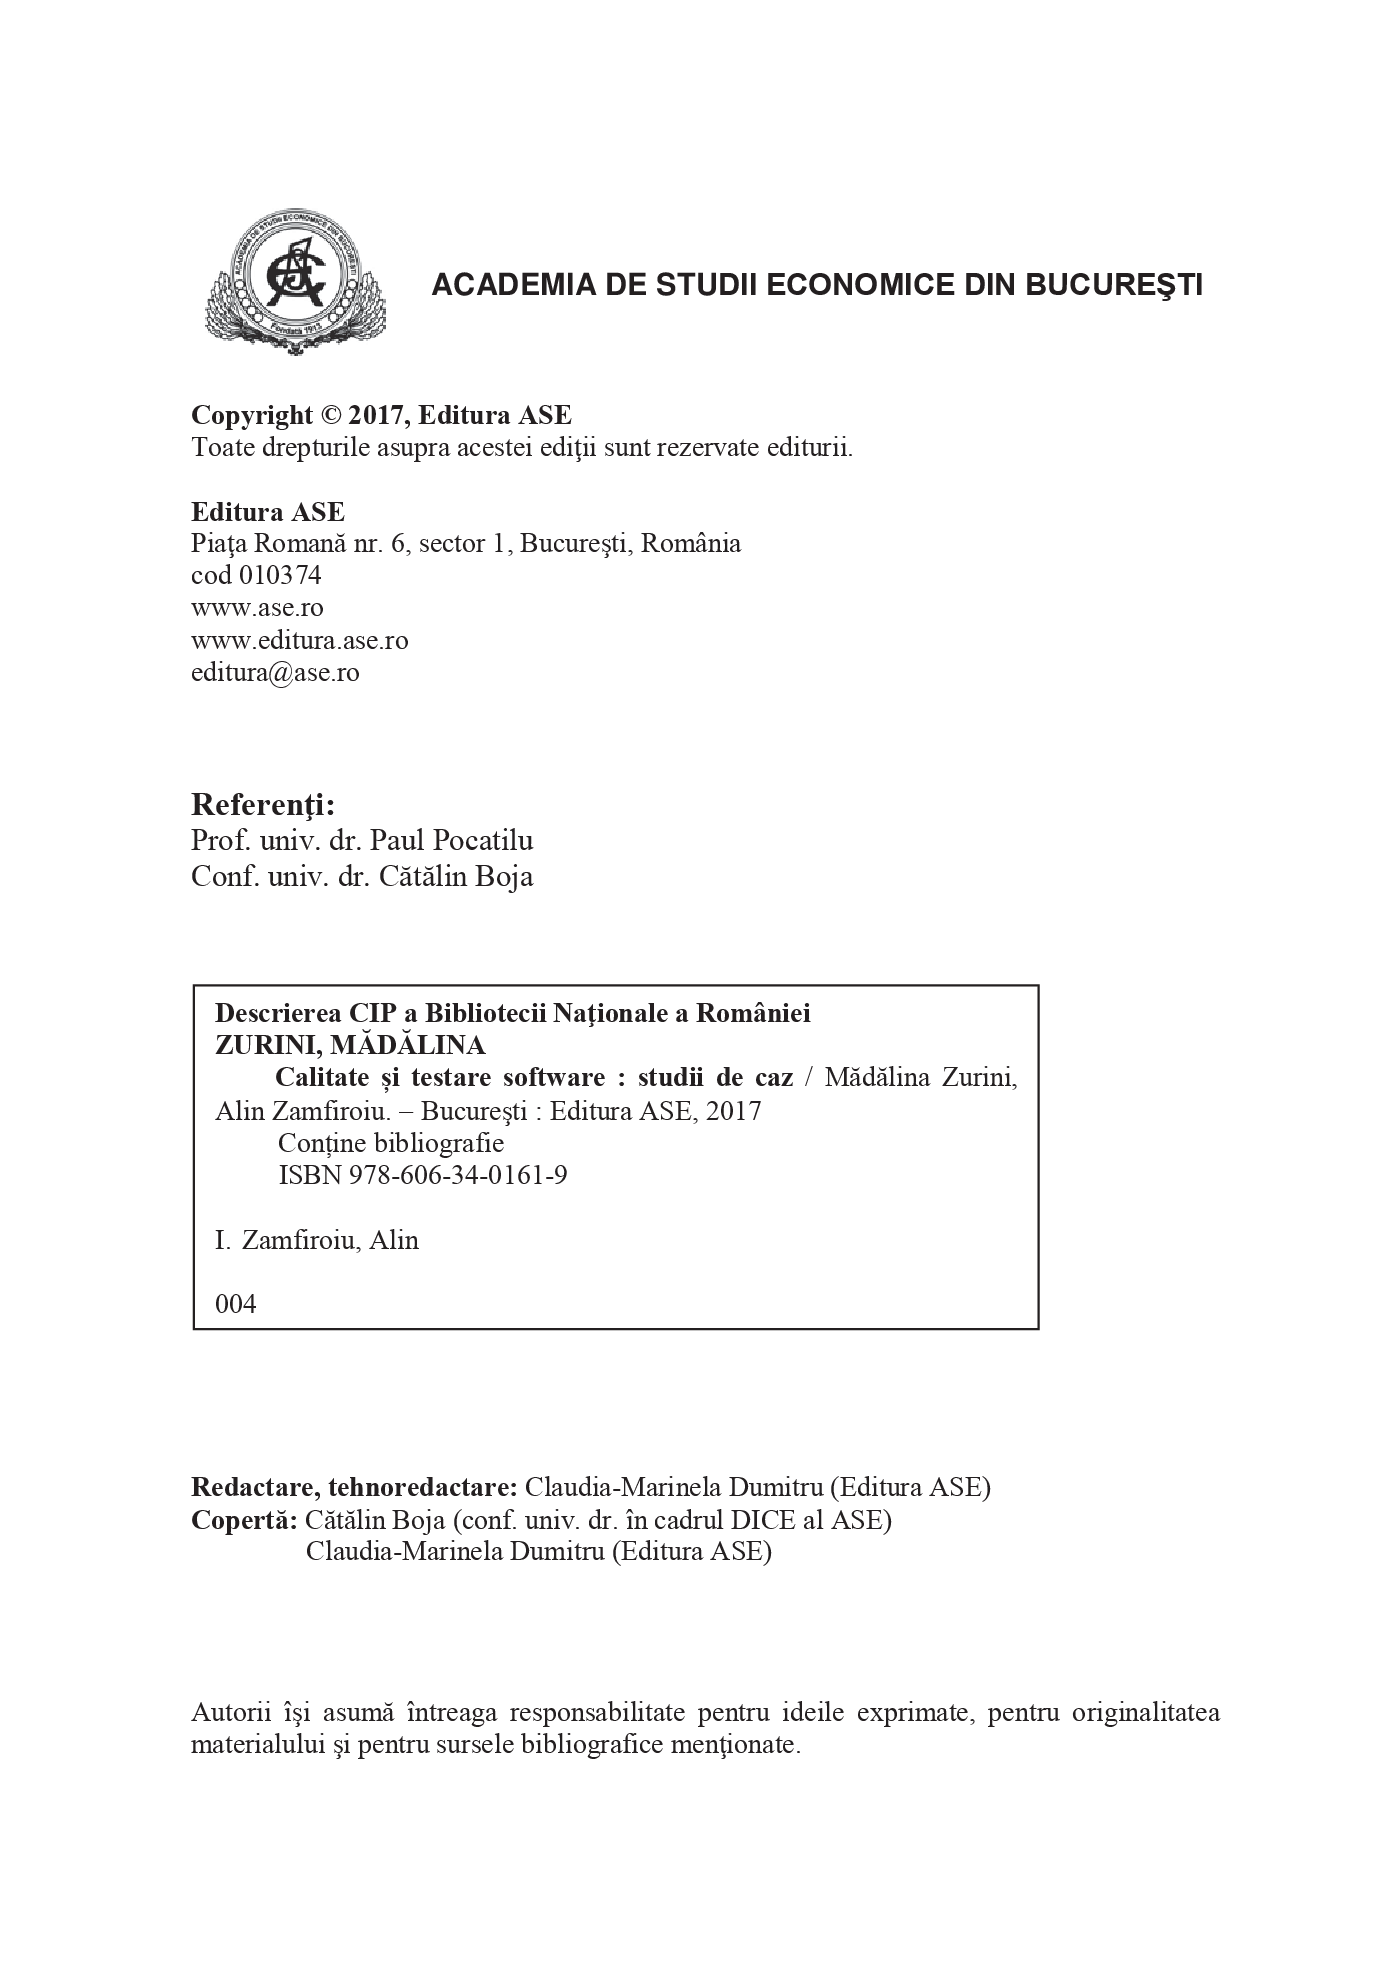 ACADEMIA DE STUDII ECONOMICE DIN BUCUREŞTI
Fondată 1913
ACADEMIA DE STUDII ECONOMICE DIN BUCUREŞTI
Copyright © 2017, Editura ASE
Toate drepturile asupra acestei ediţii sunt rezervate editurii.
Editura ASE
Piaţa Romană nr. 6, sector 1, Bucureşti, România
cod 010374
www.ase.ro
www.editura.ase.ro
editura@ase.ro
Referenţi:
Prof. univ. dr. Paul Pocatilu
Conf. univ. dr. Cătălin Boja
Descrierea CIP a Bibliotecii Naţionale a României
ZURINI, MĂDĂLINA
Calitate și testare software : studii de caz / Mădălina Zurini,
Alin Zamfiroiu. – Bucureşti : Editura ASE, 2017
Conține bibliografie
ISBN 978-606-34-0161-9
I. Zamfiroiu, Alin
004
Redactare, tehnoredactare: Claudia-Marinela Dumitru (Editura ASE)
Copertă: Cătălin Boja (conf. univ. dr. în cadrul DICE al ASE)
Claudia-Marinela Dumitru (Editura ASE)
Autorii îşi asumă întreaga responsabilitate pentru ideile exprimate, pentru originalitatea
materialului şi pentru sursele bibliografice menţionate.